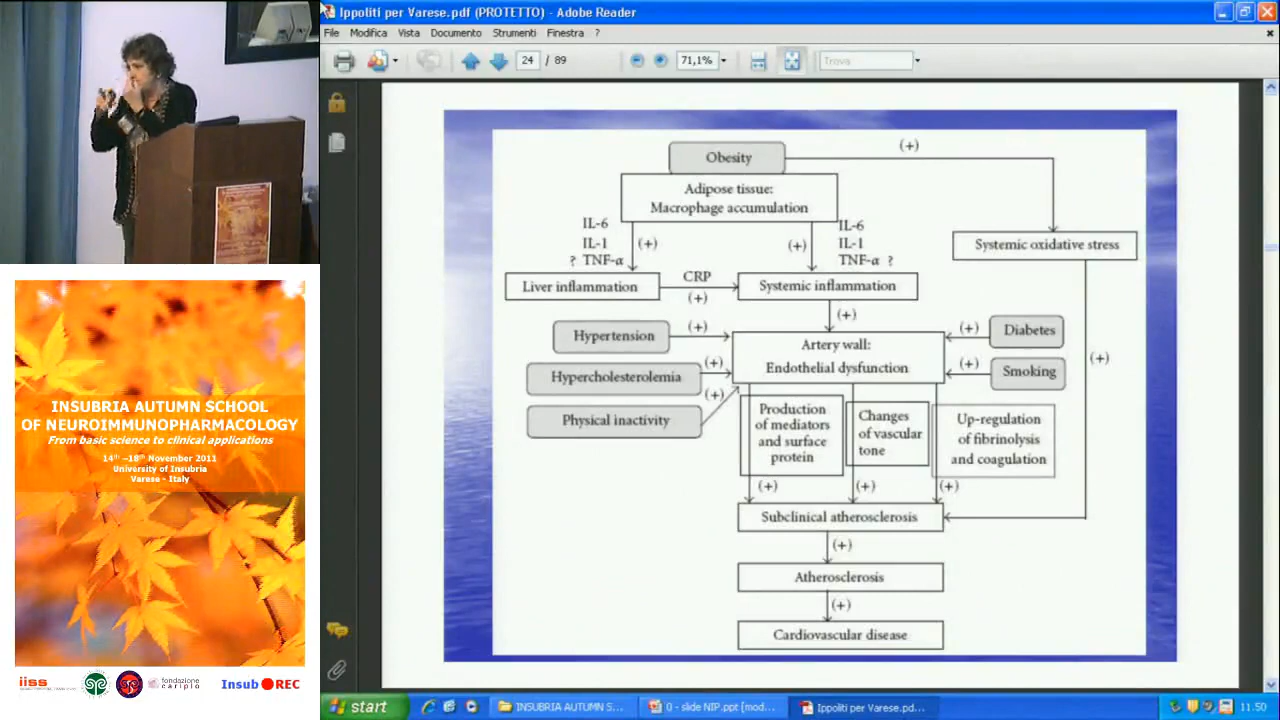 Ippoliti per Varese.pdf (PROTETTO) - Adobe Reader
File Modifica Vista Documento Strumenti Finestra ?
24 / 89 71,1% Trova
Obesity
(+)
Adipose tissue:
Macrophage accumulation
IL-6
IL-1
? TNF-α
(+)
(+)
IL-6
IL-1
TNF-α ?
Systemic oxidative stress
Liver inflammation
CRP
(+)
Systemic inflammation
(+)
Hypertension
(+)
Hypercholesterolemia
(+)
Physical inactivity
(+)
Artery wall:
Endothelial dysfunction
(+)
Diabetes
(+)
Smoking
(+)
Production
of mediators
and surface
protein
Changes
of vascular
tone
Up-regulation
of fibrinolysis
and coagulation
(+)
(+)
(+)
Subclinical atherosclerosis
(+)
Atherosclerosis
(+)
Cardiovascular disease
INSUBRIA AUTUMN SCHOOL
OF NEUROIMMUNOPHARMACOLOGY
From basic science to clinical applications
14th –18th November 2011
University of Insubria
Varese - Italy
iiss
fondazione
cariplo
Insub REC
start
INSUBRIA AUTUMN S...
0 - slide NIP.ppt [mod...
Ippoliti per Varese.pd...
11.50